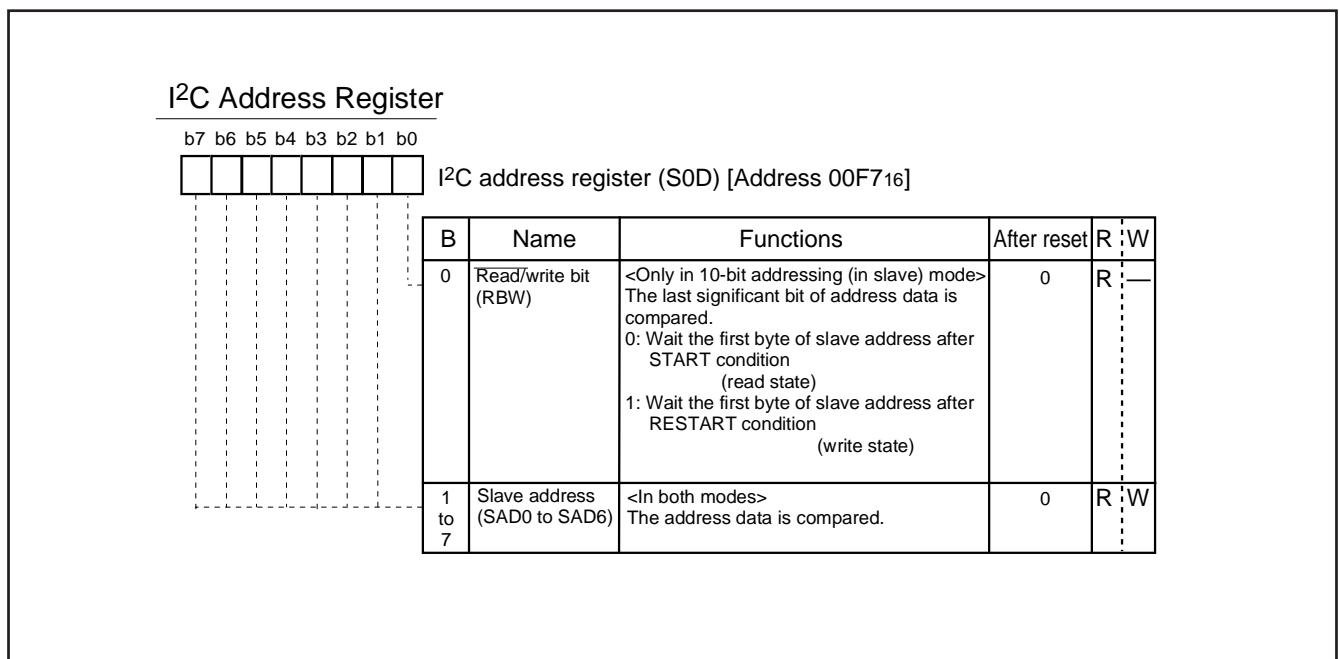 I2C Address Register
b7 b6 b5 b4 b3 b2 b1 b0
I2C address register (S0D) [Address 00F716]
B Name Functions After reset R W
0 Read/write bit (RBW) <Only in 10-bit addressing (in slave) mode> 0 R —
The last significant bit of address data is
compared.
0: Wait the first byte of slave address after
START condition
(read state)
1: Wait the first byte of slave address after
RESTART condition
(write state)
1 to 7 Slave address (SAD0 to SAD6) <In both modes> 0 R W
The address data is compared.